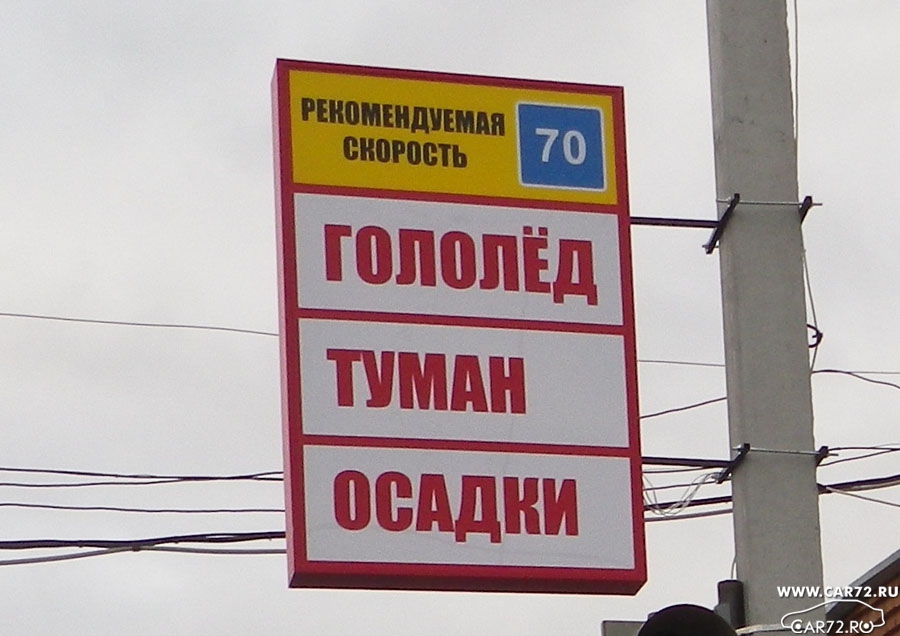 РЕКОМЕНДУЕМАЯ
СКОРОСТЬ
70
ГОЛОЛЁД
ТУМАН
ОСАДКИ
WWW.CAR72.RU
CAR72.RU